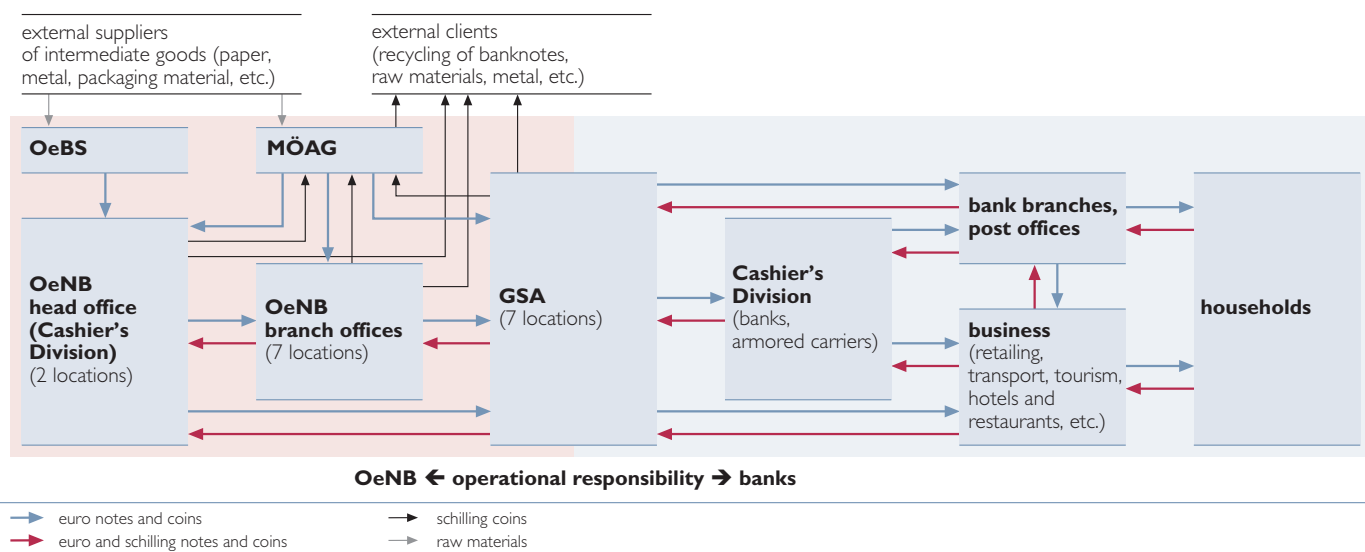 external suppliers
of intermediate goods (paper,
metal, packaging material, etc.)
external clients
(recycling of banknotes,
raw materials, metal, etc.)
OeBS
MÖAG
OeNB
head office
(Cashier's
Division)
(2 locations)
OeNB
branch offices
(7 locations)
GSA
(7 locations)
Cashier's
Division
(banks,
armored carriers)
bank branches,
post offices
business
(retailing,
transport, tourism,
hotels and
restaurants, etc.)
households
OeNB ← operational responsibility → banks
euro notes and coins
euro and schilling notes and coins
schilling coins
raw materials